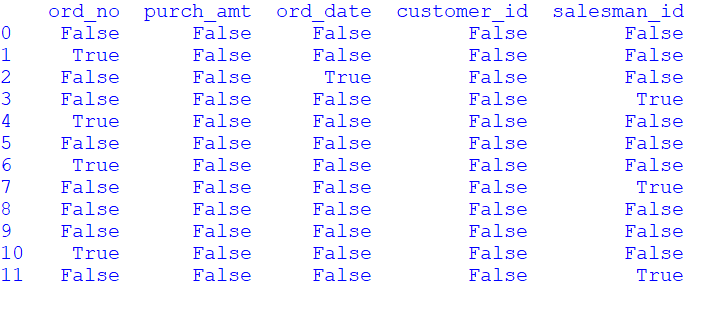 ord_no purch_amt ord_date customer_id salesman_id
0 False False False False False
1 True False False False False
2 False False True False False
3 False False False False True
4 True False False False False
5 False False False False False
6 True False False False False
7 False False False False True
8 False False False False False
9 False False False False False
10 True False False False False
11 False False False False True